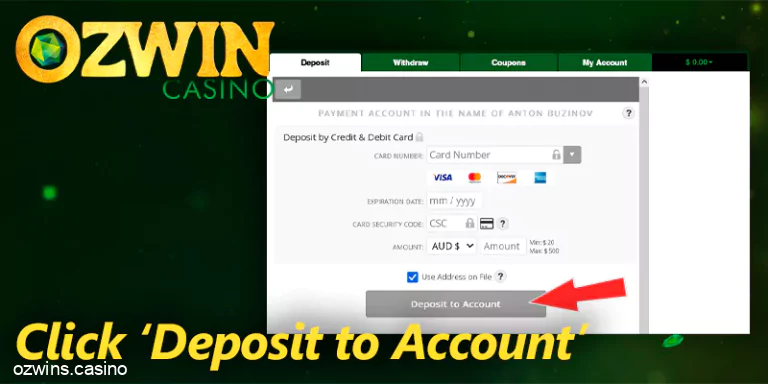 OZWIN
CASINO
Deposit Withdraw Coupons My Account $ 0.00
PAYMENT ACCOUNT IN THE NAME OF ANTON BUZINOV ?
Deposit by Credit & Debit Card
CARD NUMBER: Card Number
VISA MasterCard DISCOVER AMEX
EXPIRATION DATE: mm / yyyy
CARD SECURITY CODE: CSC ?
AMOUNT: AUD $ Amount Min: $ 20
Max: $ 500
Use Address on File ?
Deposit to Account
Click ‘Deposit to Account’
ozwins.casino